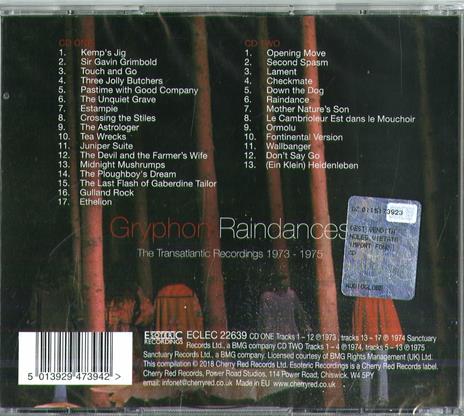 CD ONE
1. Kemp's Jig
2. Sir Gavin Grimbold
3. Touch and Go
4. Three Jolly Butchers
5. Pastime with Good Company
6. The Unquiet Grave
7. Estampie
8. Crossing the Stiles
9. The Astrologer
10. Tea Wrecks
11. Juniper Suite
12. The Devil and the Farmer's Wife
13. Midnight Mushrumps
14. The Ploughboy's Dream
15. The Last Flash of Gaberdine Tailor
16. Gulland Rock
17. Ethelion
CD TWO
1. Opening Move
2. Second Spasm
3. Lament
4. Checkmate
5. Down the Dog
6. Raindance
7. Mother Nature's Son
8. Le Cambrioleur Est dans le Mouchoir
9. Ormolu
10. Fontental Version
11. Wallbanger
12. Don't Say Go
13. (Ein Klein) Heidenleben
Gryphon Raindances
The Transatlantic Recordings 1973 - 1975
NOLEG VIETATO
IMPORT FONO
CD
AUDIOGLOBE
5 013929 473942 >
ESOTERIC RECORDINGS
ECLEC 22639 CD ONE Tracks 1 – 12 ℗ 1973, tracks 13 - 17 ℗ 1974 Sanctuary
Records Ltd., a BMG company CD TWO Tracks 1 – 4 ℗ 1974, tracks 5 – 13 ℗ 1975
Sanctuary Records Ltd., a BMG company. Licensed courtesy of BMG Rights Management (UK) Ltd.
This compilation © 2018 Cherry Red Records Ltd. Esoteric Recordings is a Cherry Red Records label.
Cherry Red Records, Power Road Studios, 114 Power Road, Chiswick, W4 5PY
email: infonet@cherryred.co.uk Made in EU www.cherryred.co.uk